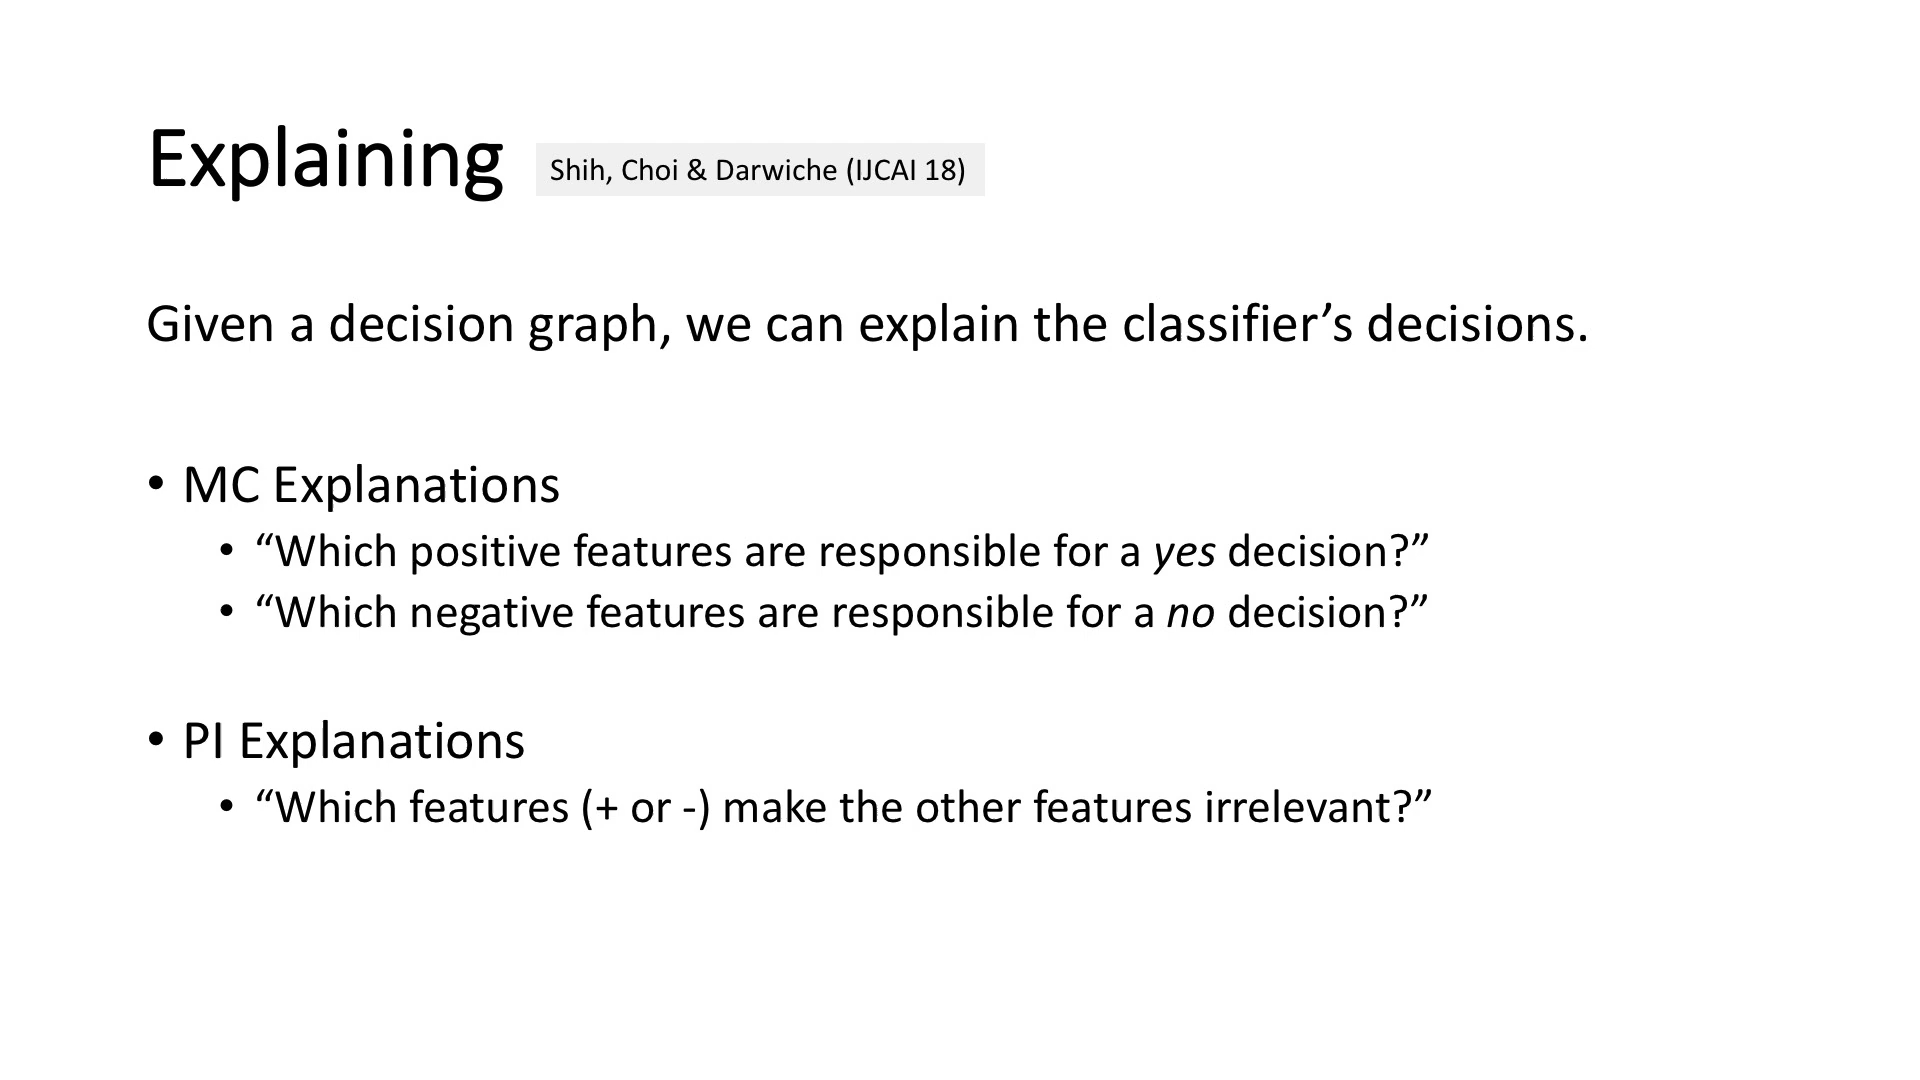 Explaining Shih, Choi & Darwiche (IJCAI 18)
Given a decision graph, we can explain the classifier’s decisions.
• MC Explanations
• “Which positive features are responsible for a yes decision?”
• “Which negative features are responsible for a no decision?”
• PI Explanations
• “Which features (+ or -) make the other features irrelevant?”